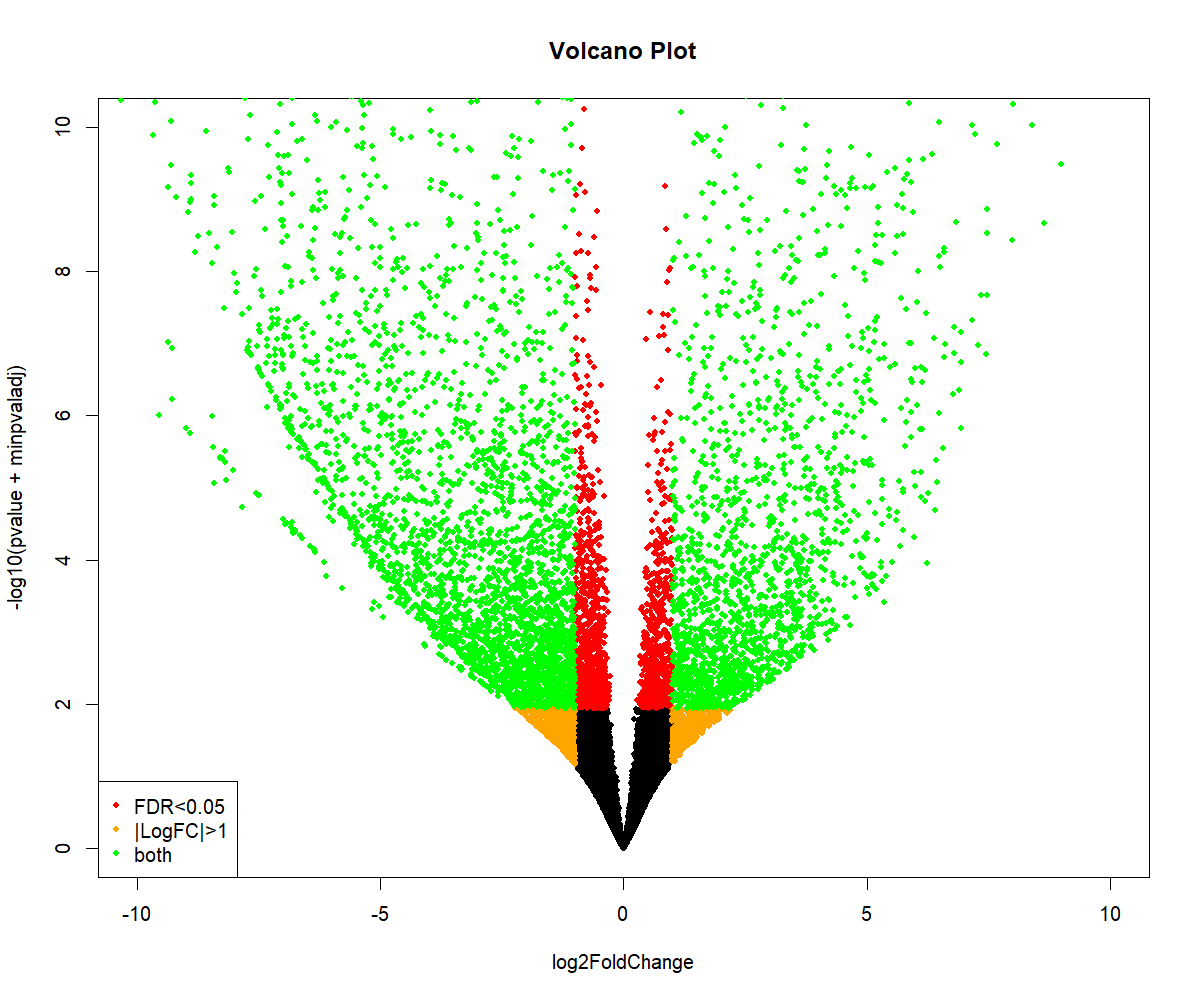 Volcano Plot
-log10(pvalue + minpvaladj)
10
8
6
4
2
0
FDR<0.05
|LogFC|>1
both
-10
-5
0
5
10
log2FoldChange